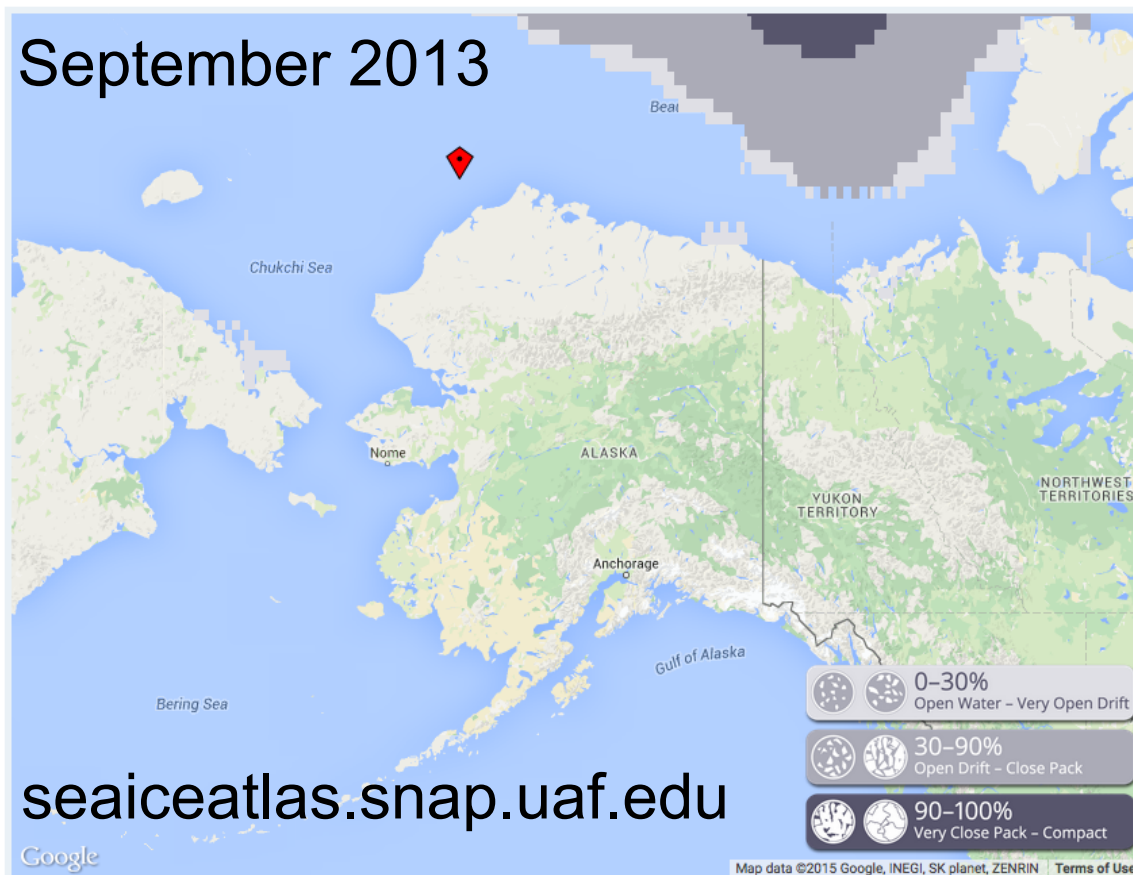 September 2013
Beau
Chukchi Sea
Nome
ALASKA
YUKON
TERRITORY
NORTHWEST
TERRITORIES
Anchorage
Gulf of Alaska
Bering Sea
0–30%
Open Water – Very Open Drift
30–90%
Open Drift – Close Pack
90–100%
Very Close Pack – Compact
seaiceatlas.snap.uaf.edu
Google
Map data ©2015 Google, INEGI, SK planet, ZENRIN Terms of Use